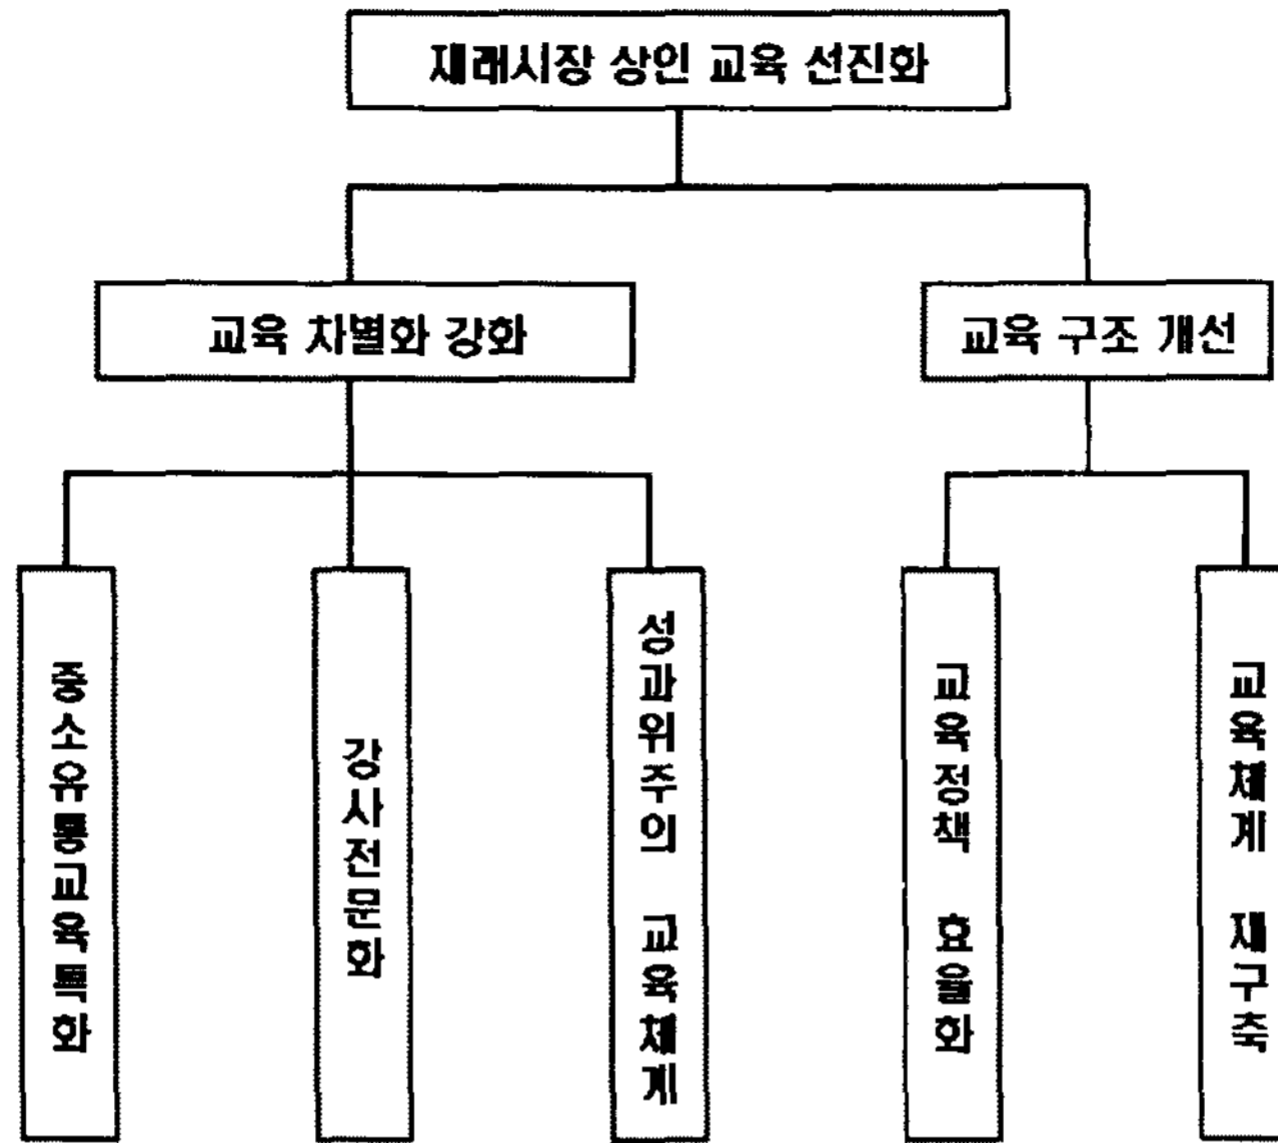 재래시장 상인 교육 선진화
교육 차별화 강화
교육 구조 개선
중소유통교육특화
강사전문화
성과위주의 교육체계
교육정책 효율화
교육체계 재구축